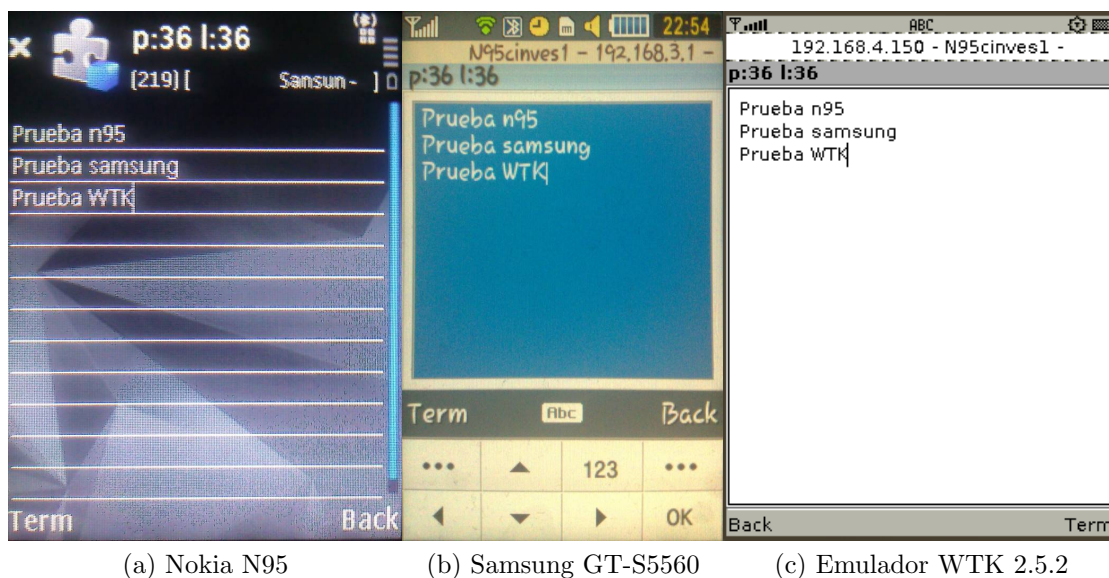 p:36 l:36
[219] [ Sansun - ]
Prueba n95
Prueba samsung
Prueba WTK
Term Back
22:54
N95cinves1 - 192.168.3.1 -
p:36 l:36
Prueba n95
Prueba samsung
Prueba WTK
Term Abc Back
123
OK
ABC
192.168.4.150 - N95cinves1 -
p:36 l:36
Prueba n95
Prueba samsung
Prueba WTK
Back Term
(a) Nokia N95
(b) Samsung GT-S5560
(c) Emulador WTK 2.5.2